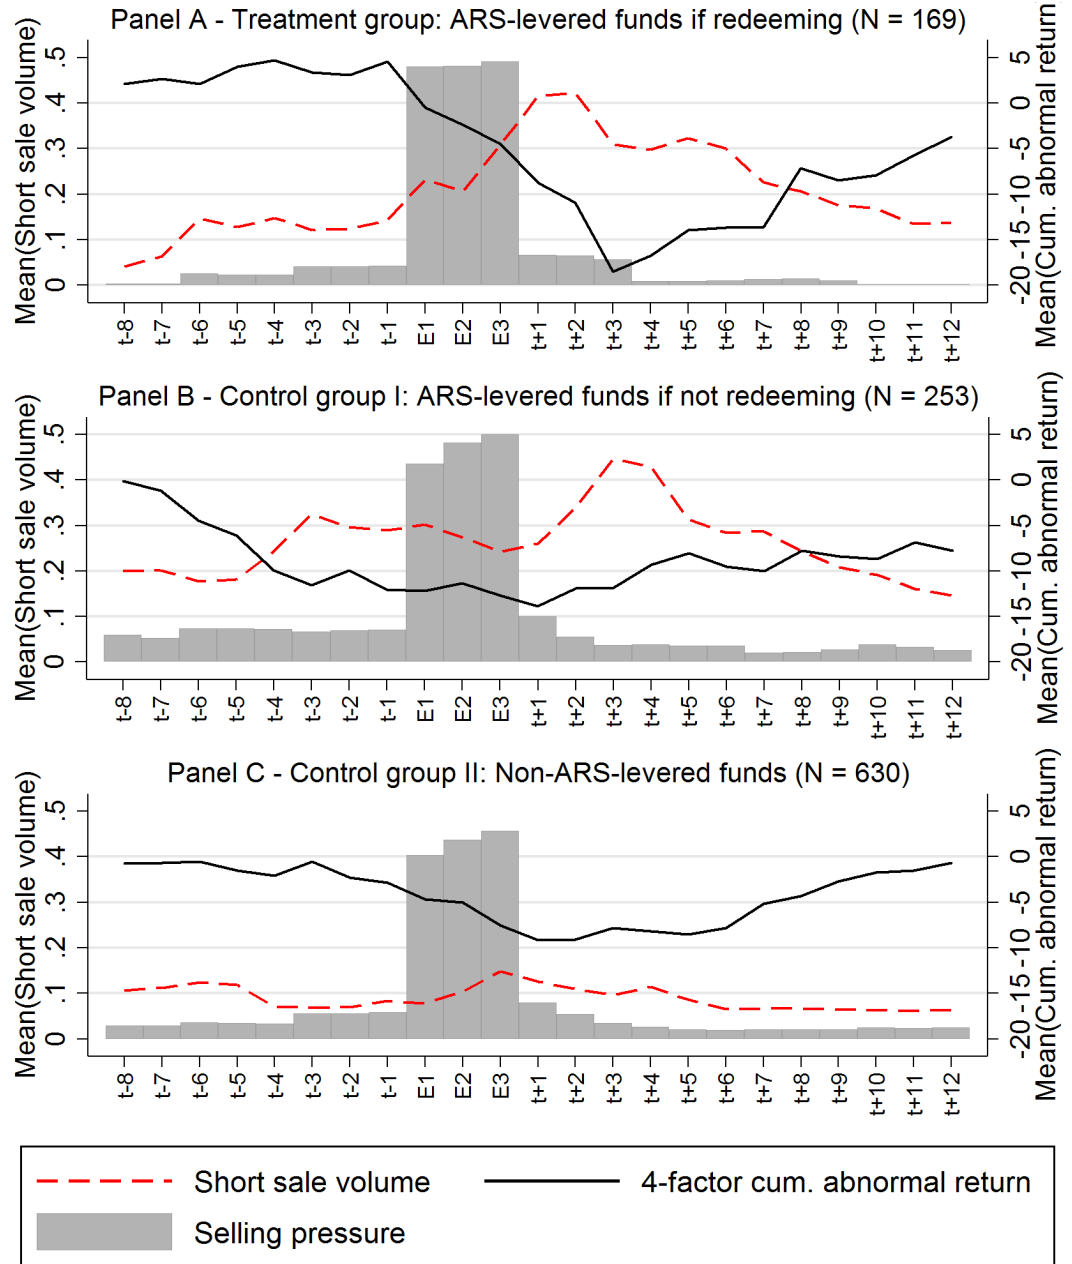 Panel A - Treatment group: ARS-levered funds if redeeming (N = 169)
Mean(Short sale volume)
.5
.4
.3
.2
.1
0
5
0
-5
-10
-15
-20
Mean(Cum. abnormal return)
t-8 t-7 t-6 t-5 t-4 t-3 t-2 t-1 E1 E2 E3 t+1 t+2 t+3 t+4 t+5 t+6 t+7 t+8 t+9 t+10 t+11 t+12
Panel B - Control group I: ARS-levered funds if not redeeming (N = 253)
Mean(Short sale volume)
.5
.4
.3
.2
.1
0
5
0
-5
-10
-15
-20
Mean(Cum. abnormal return)
t-8 t-7 t-6 t-5 t-4 t-3 t-2 t-1 E1 E2 E3 t+1 t+2 t+3 t+4 t+5 t+6 t+7 t+8 t+9 t+10 t+11 t+12
Panel C - Control group II: Non-ARS-levered funds (N = 630)
Mean(Short sale volume)
.5
.4
.3
.2
.1
0
5
0
-5
-10
-15
-20
Mean(Cum. abnormal return)
t-8 t-7 t-6 t-5 t-4 t-3 t-2 t-1 E1 E2 E3 t+1 t+2 t+3 t+4 t+5 t+6 t+7 t+8 t+9 t+10 t+11 t+12
Short sale volume
4-factor cum. abnormal return
Selling pressure